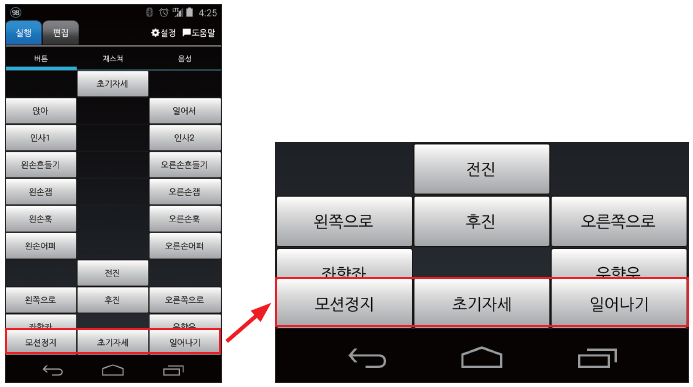 98 LTE 4:25
실행 편집 설정 도움말
버튼 제스쳐 음성
초기자세
앉아 일어서
인사1 인사2
왼손흔들기 오른손흔들기
왼손잽 오른손잽
왼손훅 오른손훅
왼손어퍼 오른손어퍼
전진
왼쪽으로 후진 오른쪽으로
좌향좌 우향우
모션정지 초기자세 일어나기
전진
왼쪽으로 후진 오른쪽으로
좌향좌 우향우
모션정지 초기자세 일어나기